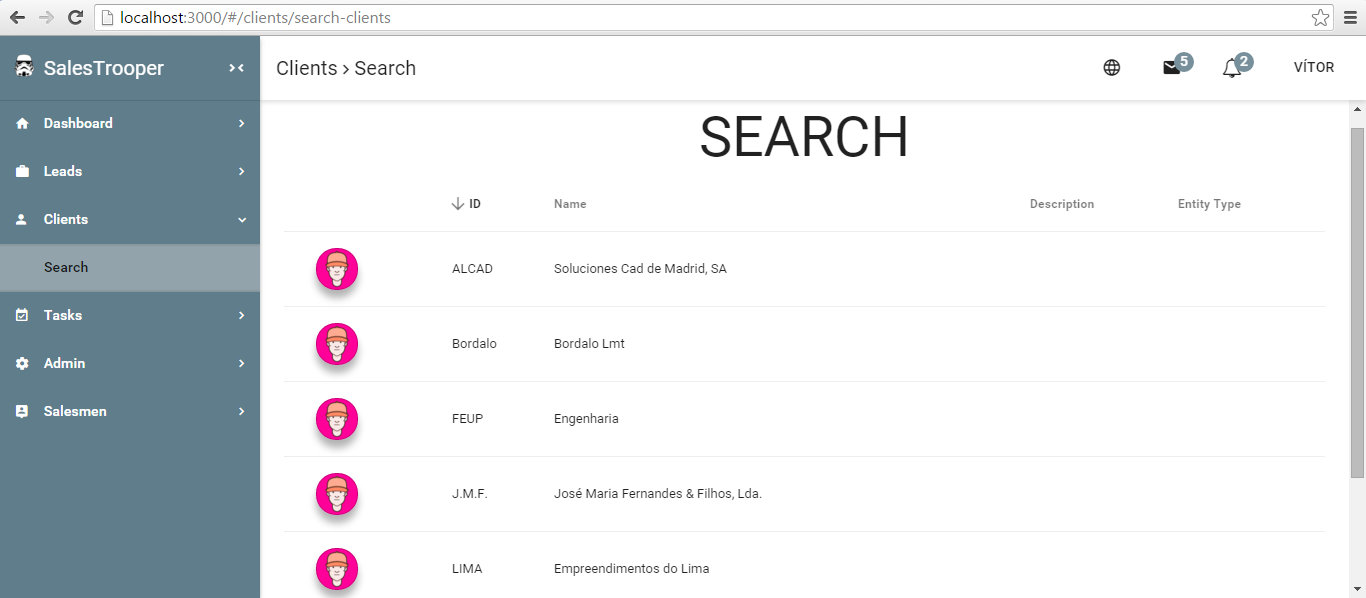 localhost:3000/#/clients/search-clients
SalesTrooper
Clients › Search
5
2
VÍTOR
Dashboard
Leads
Clients
Search
Tasks
Admin
Salesmen
SEARCH
ID Name Description Entity Type
ALCAD Soluciones Cad de Madrid, SA
Bordalo Bordalo Lmt
FEUP Engenharia
J.M.F. José Maria Fernandes & Filhos, Lda.
LIMA Empreendimentos do Lima